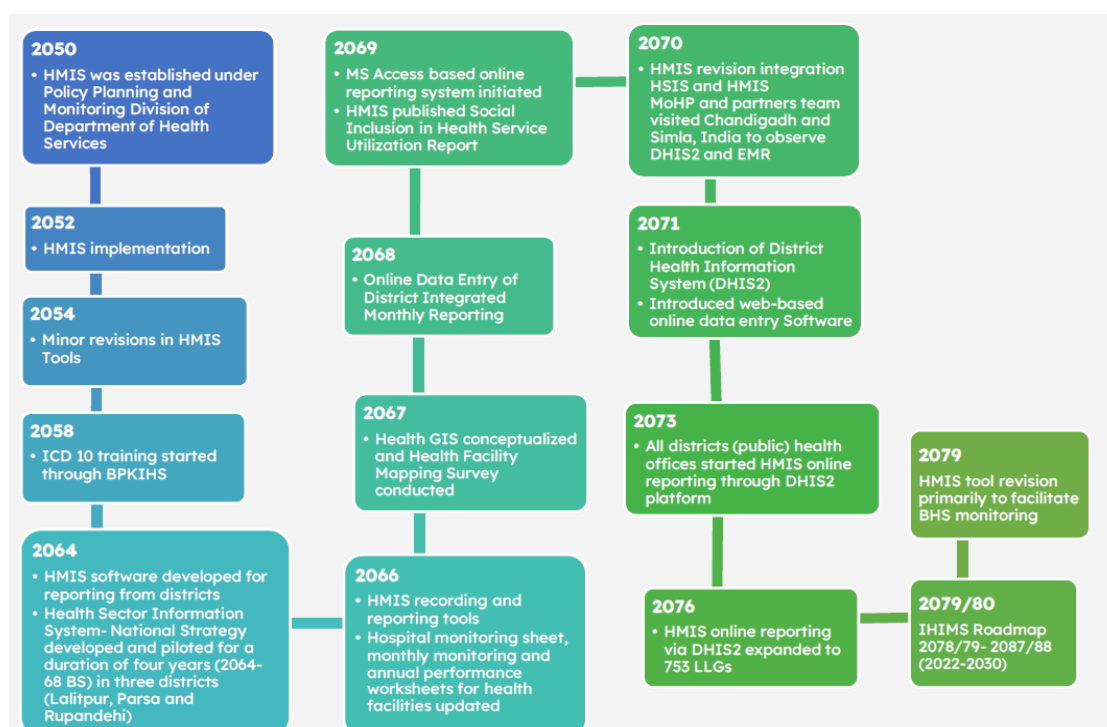 2050
• HMIS was established under
Policy Planning and
Monitoring Division of
Department of Health
Services
2052
• HMIS implementation
2054
• Minor revisions in HMIS
Tools
2058
• ICD 10 training started
through BPKIHS
2064
• HMIS software developed for
reporting from districts
• Health Sector Information
System- National Strategy
developed and piloted for a
duration of four years (2064-
68 BS) in three districts
(Lalitpur, Parsa and
Rupandehi)
2066
• HMIS recording and
reporting tools
• Hospital monitoring sheet,
monthly monitoring and
annual performance
worksheets for health
facilities updated
2067
• Health GIS conceptualized
and Health Facility
Mapping Survey
conducted
2068
• Online Data Entry of
District Integrated
Monthly Reporting
2069
• MS Access based online
reporting system initiated
• HMIS published Social
Inclusion in Health Service
Utilization Report
2070
• HMIS revision integration
HSIS and HMIS
MoHP and partners team
visited Chandigadh and
Simla, India to observe
DHIS2 and EMR
2071
• Introduction of District
Health Information
System (DHIS2)
• Introduced web-based
online data entry Software
2073
• All districts (public) health
offices started HMIS online
reporting through DHIS2
platform
2076
• HMIS online reporting
via DHIS2 expanded to
753 LLGs
2079/80
IHIMS Roadmap
2078/79- 2087/88
(2022-2030)
2079
HMIS tool revision
primarily to facilitate
BHS monitoring